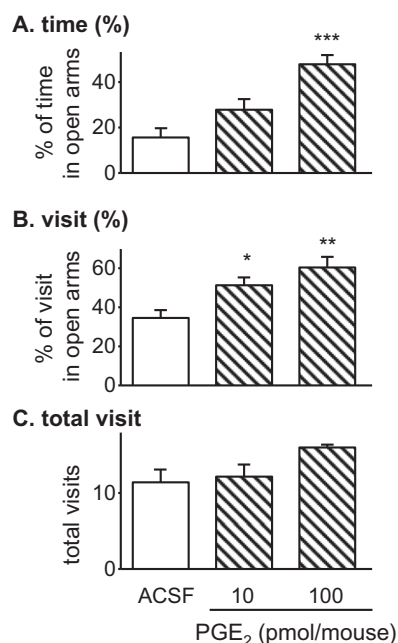 A. time (%)
% of time
in open arms
40
20
0
***
B. visit (%)
% of visit
in open arms
60
40
20
0
*
**
C. total visit
total visits
10
0
ACSF 10 100
PGE₂ (pmol/mouse)